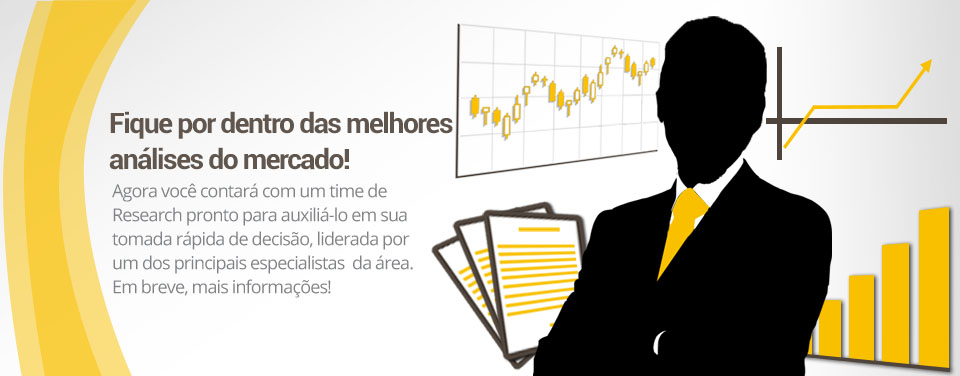 Fique por dentro das melhores
análises do mercado!
Agora você contará com um time de
Research pronto para auxiliá-lo em sua
tomada rápida de decisão, liderada por
um dos principais especialistas da área.
Em breve, mais informações!